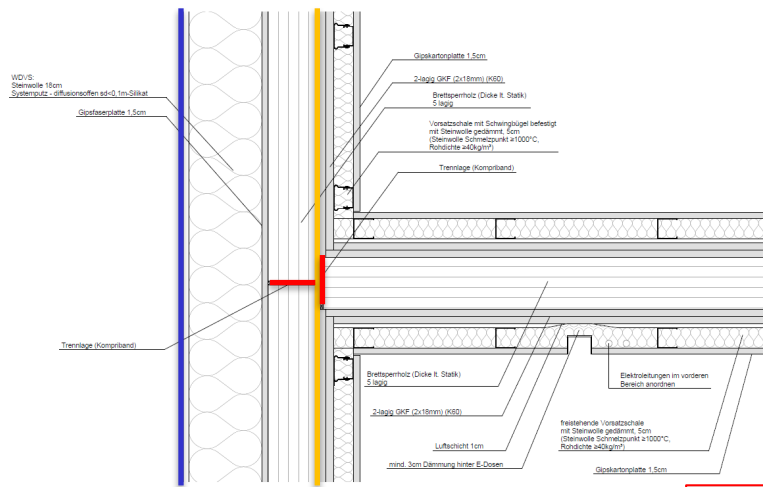 WDVS:
Steinwolle 18cm
Systemputz - diffusionsoffen sd<0,1m-Silikat
Gipsfaserplatte 1,5cm
Gipskartonplatte 1,5cm
2-lagig GKF (2x18mm) (K60)
Brettsperrholz (Dicke lt. Statik)
5 lagig
Vorsatzschale mit Schwingbügel befestigt
mit Steinwolle gedämmt, 5cm
(Steinwolle Schmelzpunkt ≥1000°C,
Rohdichte ≥40kg/m³)
Trennlage (Kompriband)
Trennlage (Kompriband)
Brettsperrholz (Dicke lt. Statik)
5 lagig
2-lagig GKF (2x18mm) (K60)
Luftschicht 1cm
mind. 3cm Dämmung hinter E-Dosen
Elektroleitungen im vorderen
Bereich anordnen
freistehende Vorsatzschale
mit Steinwolle gedämmt, 5cm
(Steinwolle Schmelzpunkt ≥1000°C,
Rohdichte ≥40kg/m³)
Gipskartonplatte 1,5cm